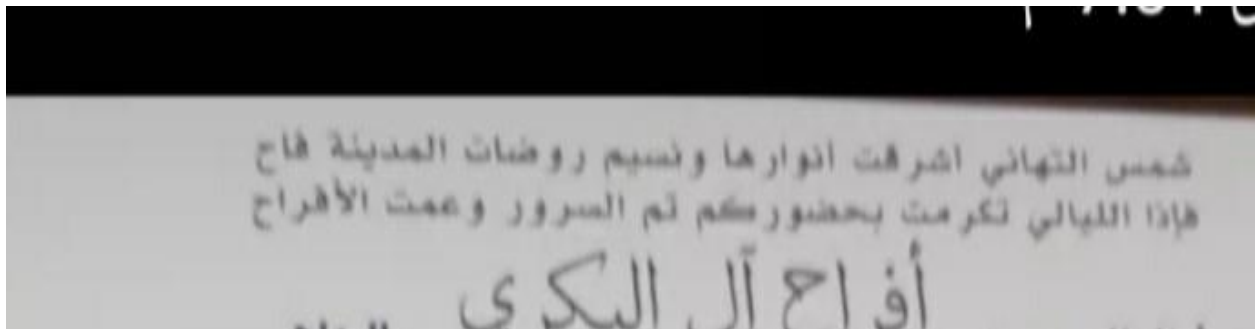 شمس التهاني اشرقت انوارها ونسيم روضات المدينة فاح
فإذا الليالي تكرمت بحضوركم تم السرور وعمت الأفراح
أفراح آل البكري